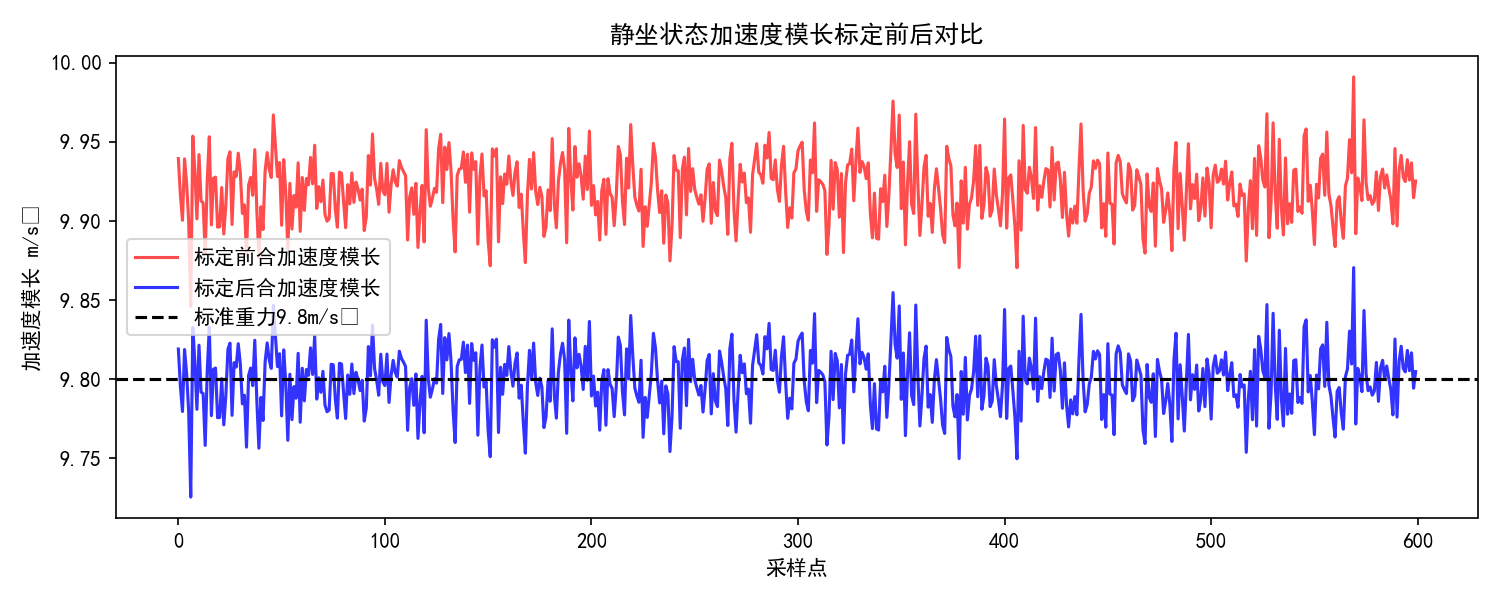 静坐状态加速度模长标定前后对比
加速度模长 m/s□
10.00
9.95
9.90
9.85
9.80
9.75
标定前合加速度模长
标定后合加速度模长
标准重力9.8m/s□
0 100 200 300 400 500 600
采样点